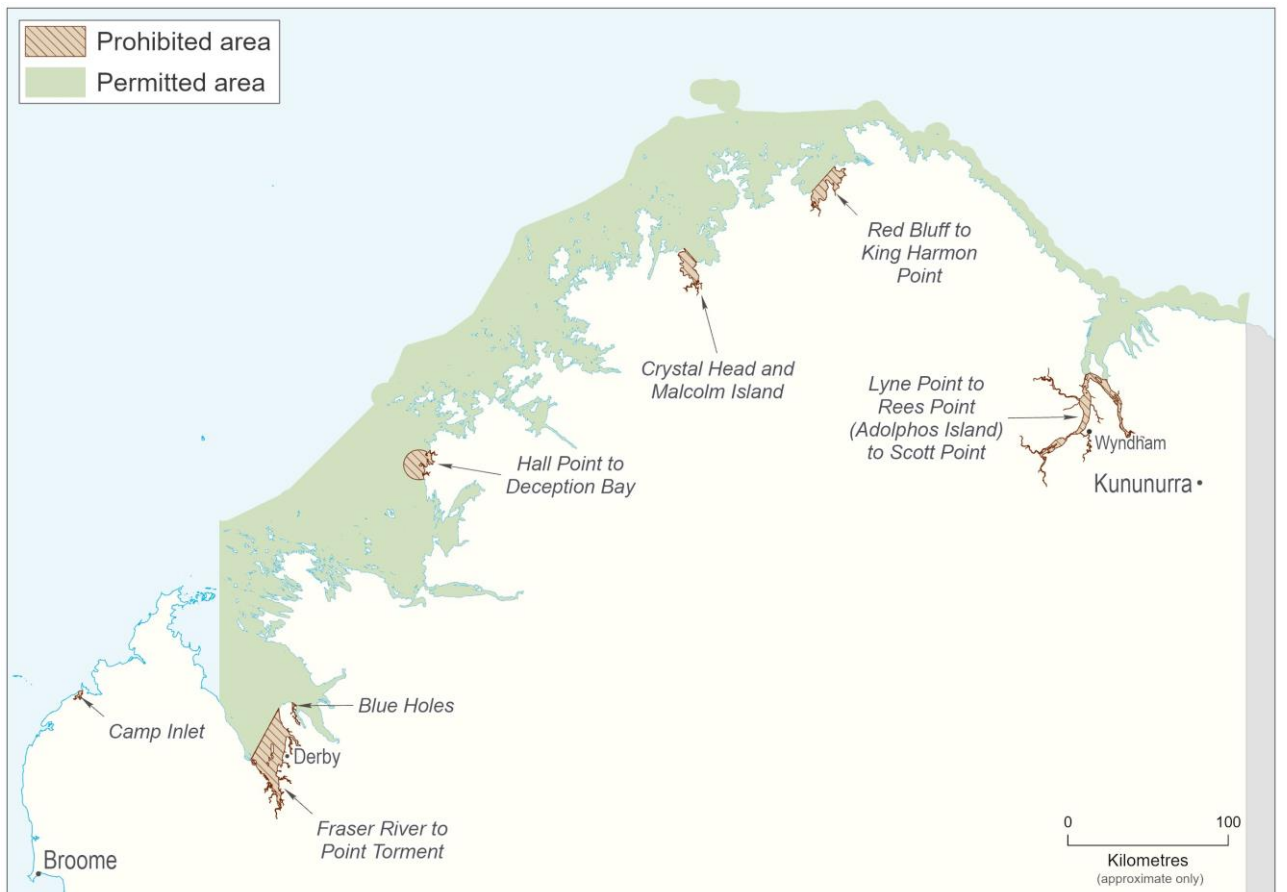 Prohibited area
Permitted area
Red Bluff to
King Harmon
Point
Crystal Head and
Malcolm Island
Lyne Point to
Rees Point
(Adolphos Island)
to Scott Point
Wyndham
Kununurra
Hall Point to
Deception Bay
Blue Holes
Camp Inlet
Derby
Fraser River to
Point Torment
Broome
0 100
Kilometres
(approximate only)